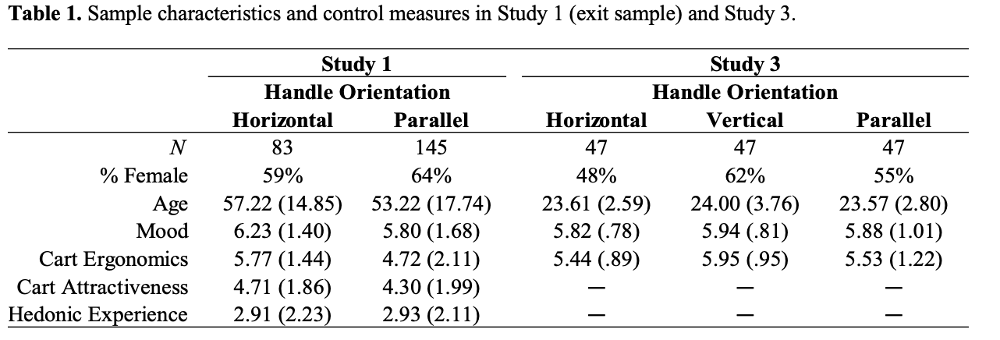 Table 1. Sample characteristics and control measures in Study 1 (exit sample) and Study 3.
Study 1 Study 3
Handle Orientation Handle Orientation
Horizontal Parallel Horizontal Vertical Parallel
N 83 145 47 47 47
% Female 59% 64% 48% 62% 55%
Age 57.22 (14.85) 53.22 (17.74) 23.61 (2.59) 24.00 (3.76) 23.57 (2.80)
Mood 6.23 (1.40) 5.80 (1.68) 5.82 (.78) 5.94 (.81) 5.88 (1.01)
Cart Ergonomics 5.77 (1.44) 4.72 (2.11) 5.44 (.89) 5.95 (.95) 5.53 (1.22)
Cart Attractiveness 4.71 (1.86) 4.30 (1.99) — — —
Hedonic Experience 2.91 (2.23) 2.93 (2.11) — — —